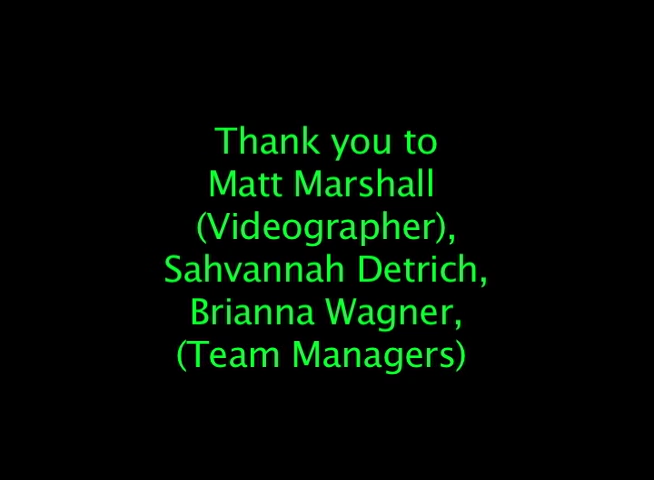 Thank you to
Matt Marshall
(Videographer),
Sahvannah Detrich,
Brianna Wagner,
(Team Managers)